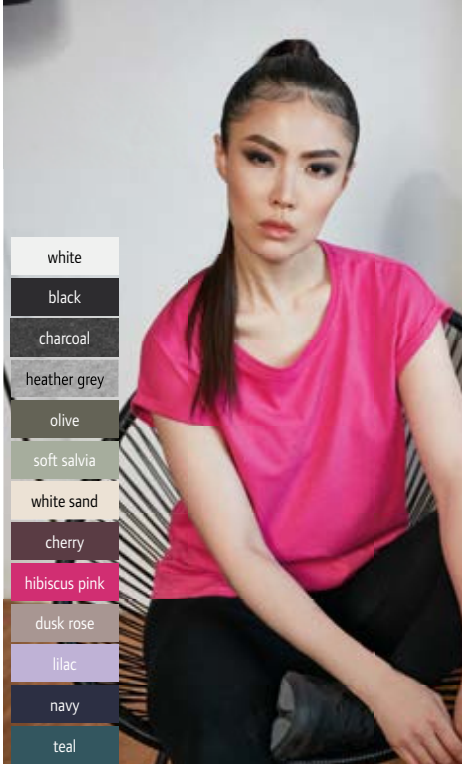 white
black
charcoal
heather grey
olive
soft salvia
white sand
cherry
hibiscus pink
dusk rose
lilac
navy
teal